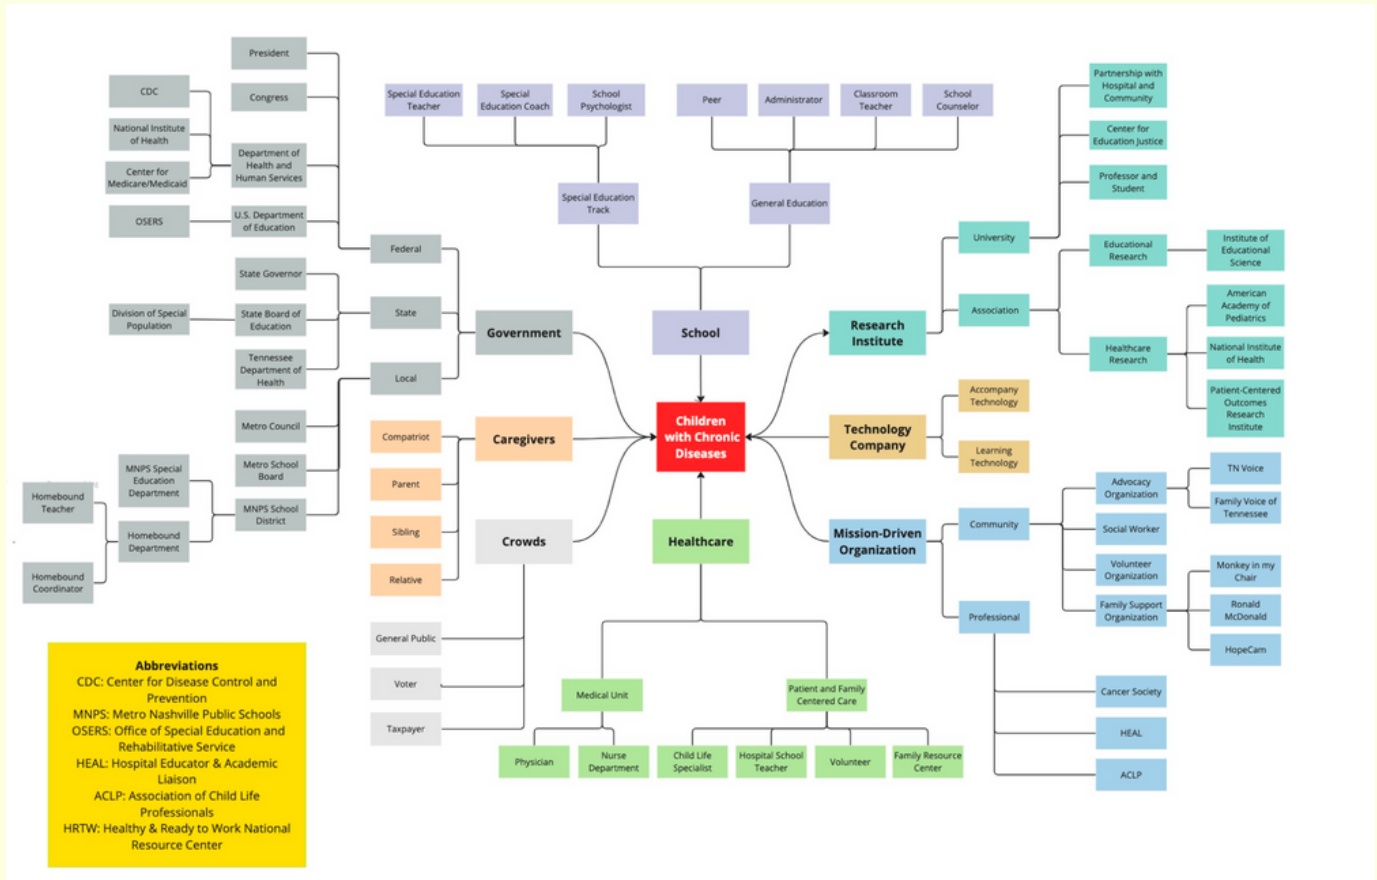 President
CDC
Congress
National Institute
of Health
Department of
Health and
Human Services
Center for
Medicare/Medicaid
OSERS
U.S. Department
of Education
Federal
State Governor
Division of Special
Population
State Board of
Education
State
Government
Tennessee
Department of
Health
Local
Metro Council
Metro School
Board
MNPS Special
Education
Department
MNPS School
District
Homebound
Teacher
Homebound
Department
Homebound
Coordinator
Special Education
Teacher
Special
Education Coach
School
Psychologist
Peer
Administrator
Classroom
Teacher
School
Counselor
Special Education
Track
General Education
School
Children
with Chronic
Diseases
Caregivers
Compatriot
Parent
Sibling
Relative
Crowds
General Public
Voter
Taxpayer
Healthcare
Medical Unit
Patient and Family
Centered Care
Physician
Nurse
Department
Child Life
Specialist
Hospital School
Teacher
Volunteer
Family Resource
Center
Research
Institute
University
Partnership with
Hospital and
Community
Center for
Education Justice
Professor and
Student
Association
Educational
Research
Institute of
Educational
Science
Healthcare
Research
American
Academy of
Pediatrics
National Institute
of Health
Patient-Centered
Outcomes
Research
Institute
Technology
Company
Accompany
Technology
Learning
Technology
Mission-Driven
Organization
Community
Advocacy
Organization
TN Voice
Family Voice of
Tennessee
Social Worker
Volunteer
Organization
Family Support
Organization
Monkey in my
Chair
Ronald
McDonald
HopeCam
Professional
Cancer Society
HEAL
ACLP
Abbreviations
CDC: Center for Disease Control and
Prevention
MNPS: Metro Nashville Public Schools
OSERS: Office of Special Education and
Rehabilitative Service
HEAL: Hospital Educator & Academic
Liaison
ACLP: Association of Child Life
Professionals
HRTW: Healthy & Ready to Work National
Resource Center